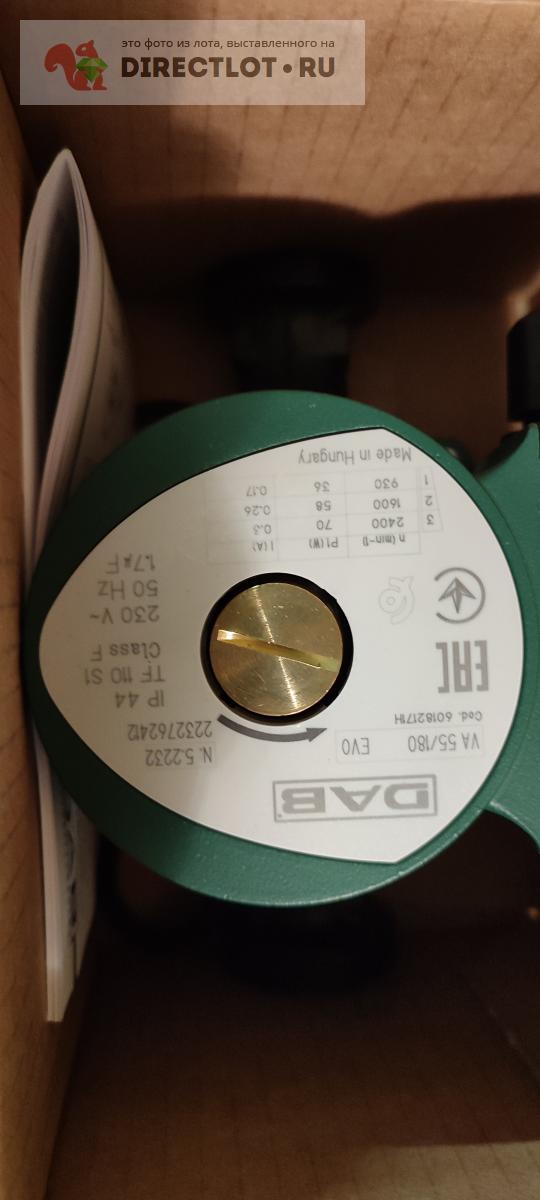 это фото из лота, выставленного на
DIRECTLOT•RU
DAB
VA 55/180 EVO
Cod. 60182171H
N. 5.2232
2232762412
IP 44
TF 110 S1
Class F
230 V~
50 Hz
1.7µF
EAC
n (min-1) P1(W) I(A)
3 2400 70 0.3
2 1600 58 0.26
1 930 36 0.17
Made in Hungary